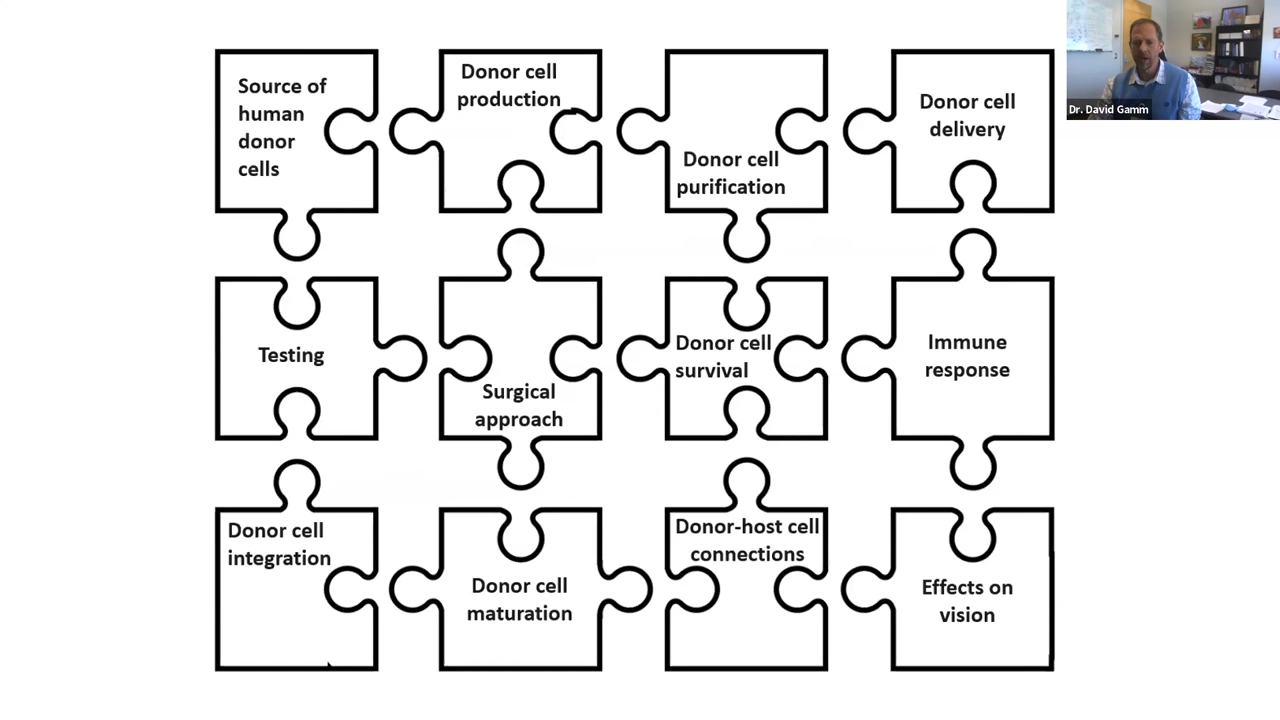 Source of
human
donor
cells
Donor cell
production
Donor cell
purification
Donor cell
delivery
Dr. David Gamm
Testing
Surgical
approach
Donor cell
survival
Immune
response
Donor cell
integration
Donor cell
maturation
Donor-host cell
connections
Effects on
vision